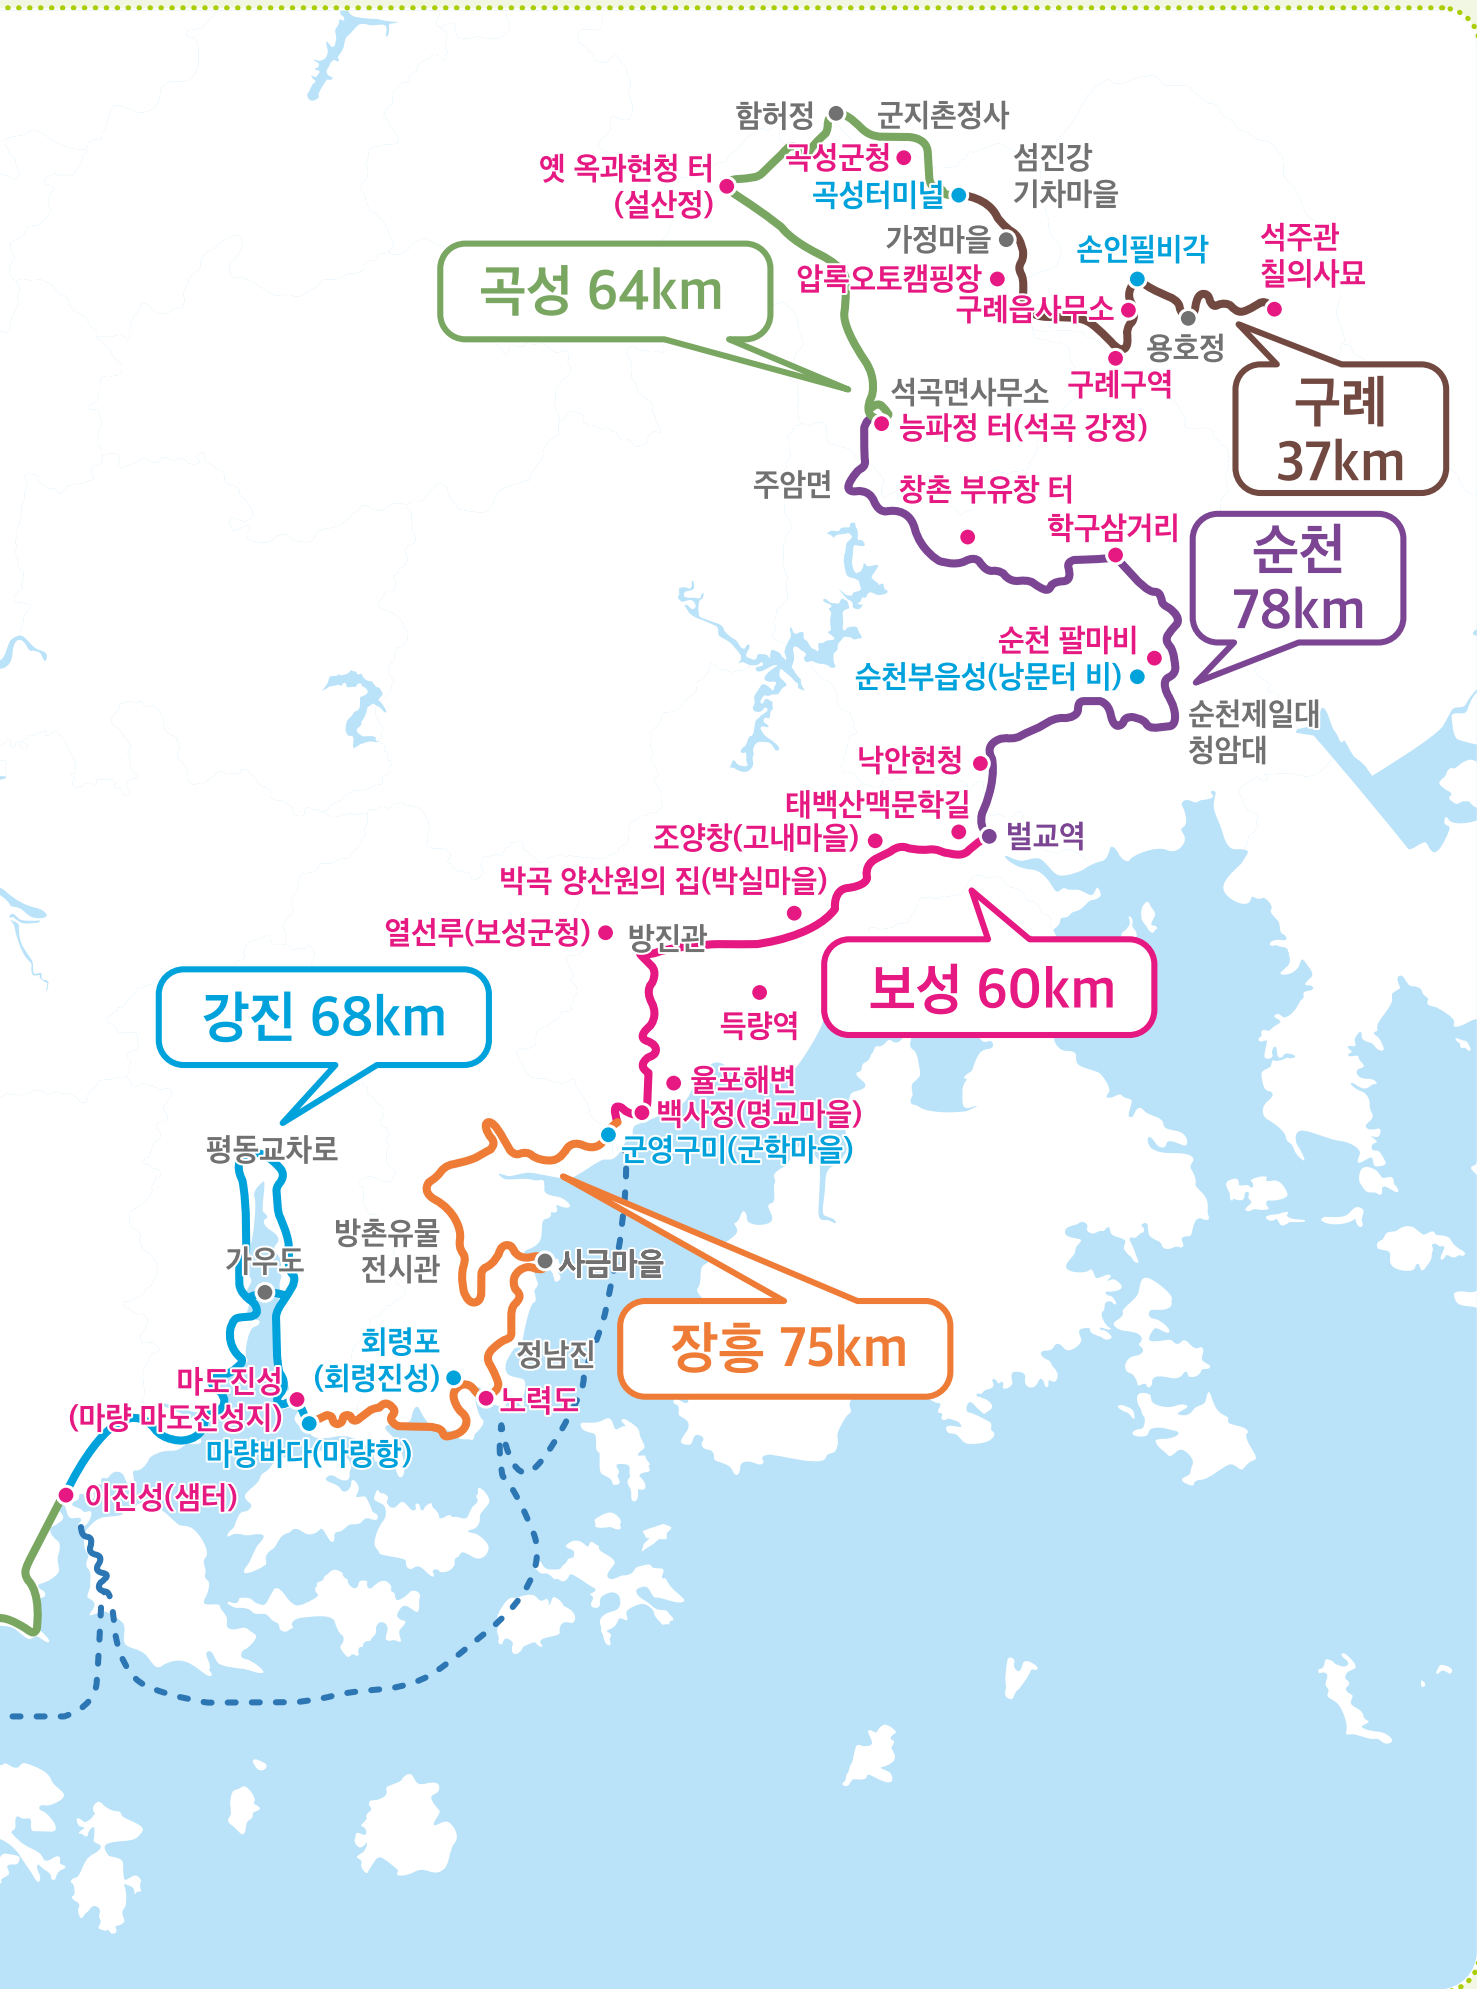 함허정
군지촌정사
곡성군청
옛 옥과현청 터
(설산정)
섬진강
기차마을
곡성터미널
가정마을
손인필비각
석주관
칠의사묘
압록오토캠핑장
곡성 64km
구례읍사무소
용호정
구례구역
석곡면사무소
구례
37km
능파정 터(석곡 강정)
주암면
창촌 부유창 터
학구삼거리
순천
78km
순천 팔마비
순천부읍성(낭문터 비)
순천제일대
청암대
낙안현청
태백산맥문학길
조양창(고내마을)
벌교역
박곡 양산원의 집(박실마을)
열선루(보성군청)
방진관
보성 60km
강진 68km
득량역
율포해변
백사정(명교마을)
군영구미(군학마을)
평동교차로
방촌유물
전시관
가우도
사금마을
회령포
(회령진성)
정남진
장흥 75km
마도진성
(마량 마도진성지)
노력도
마량바다(마량항)
이진성(샘터)